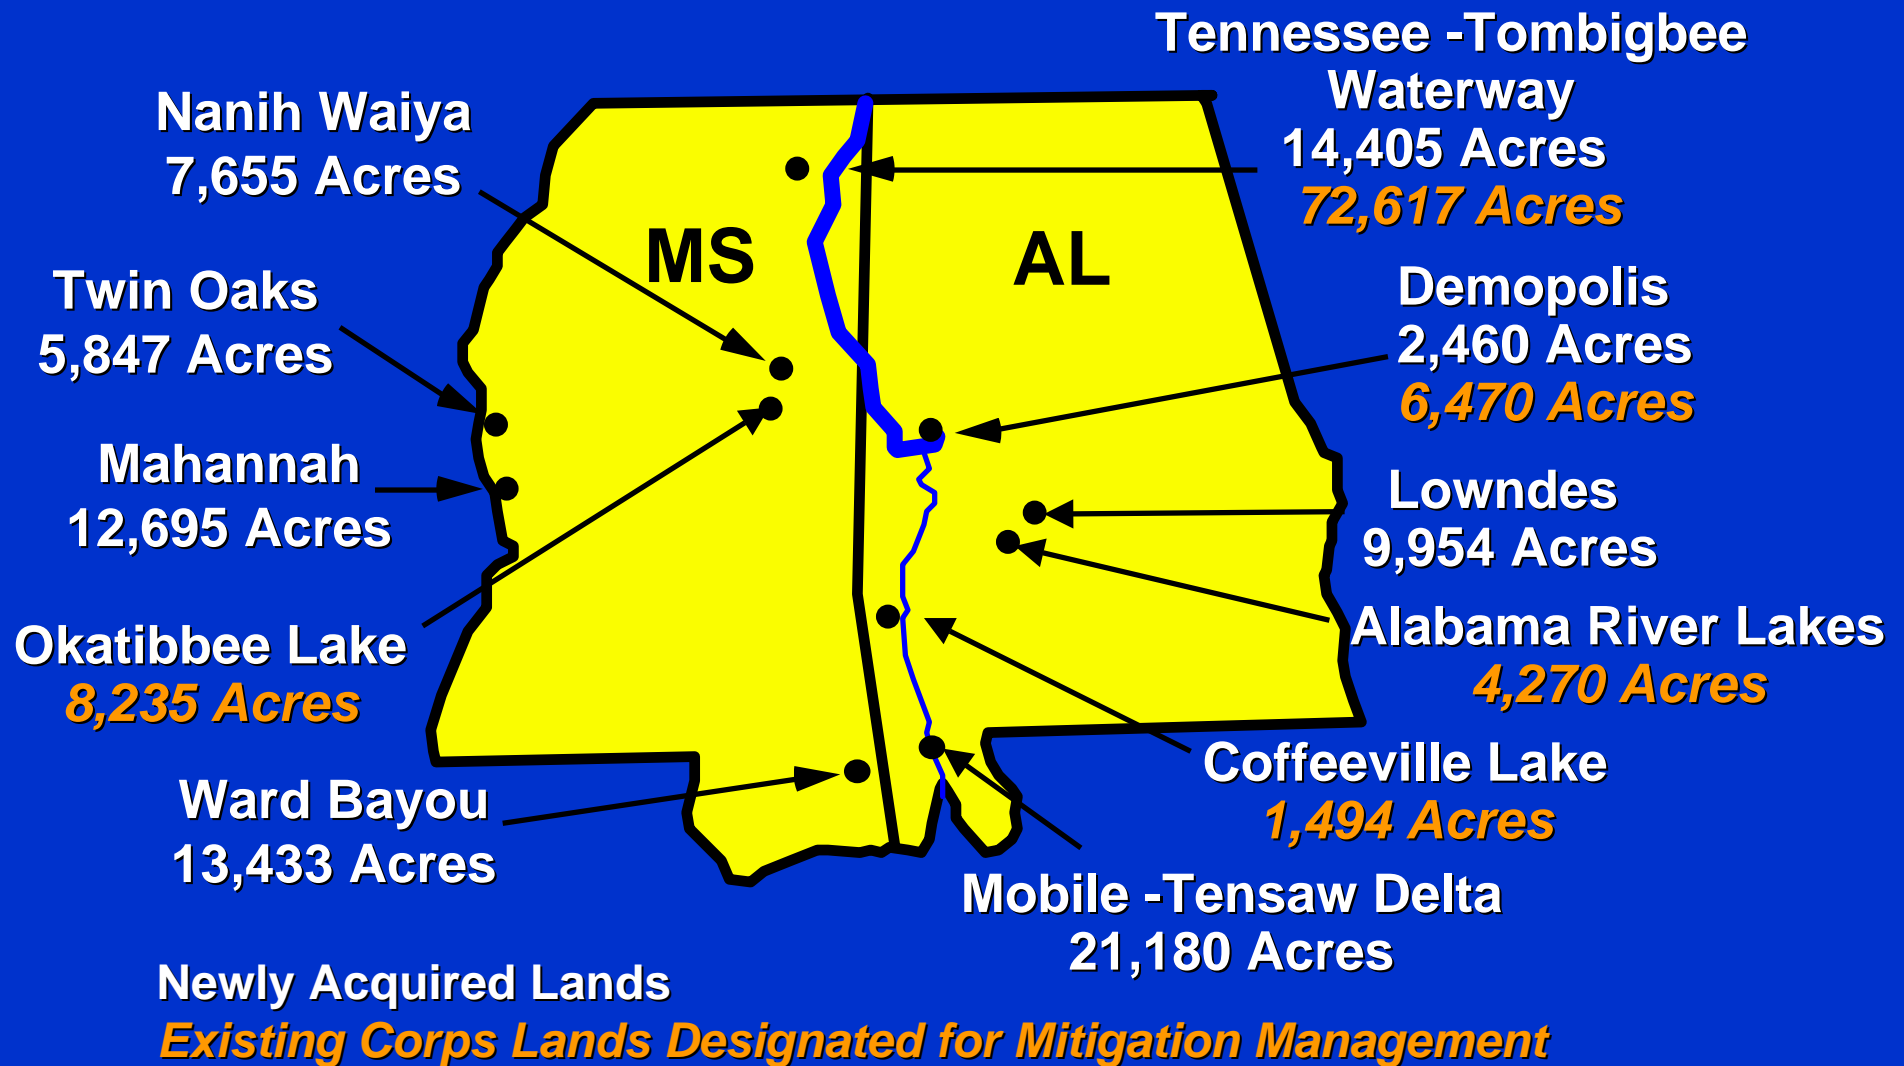 Tennessee -Tombigbee
Waterway
14,405 Acres
72,617 Acres
Nanih Waiya
7,655 Acres
MS
AL
Twin Oaks
5,847 Acres
Demopolis
2,460 Acres
6,470 Acres
Mahannah
12,695 Acres
Lowndes
9,954 Acres
Okatibbee Lake
8,235 Acres
Alabama River Lakes
4,270 Acres
Ward Bayou
13,433 Acres
Coffeeville Lake
1,494 Acres
Mobile -Tensaw Delta
21,180 Acres
Newly Acquired Lands
Existing Corps Lands Designated for Mitigation Management